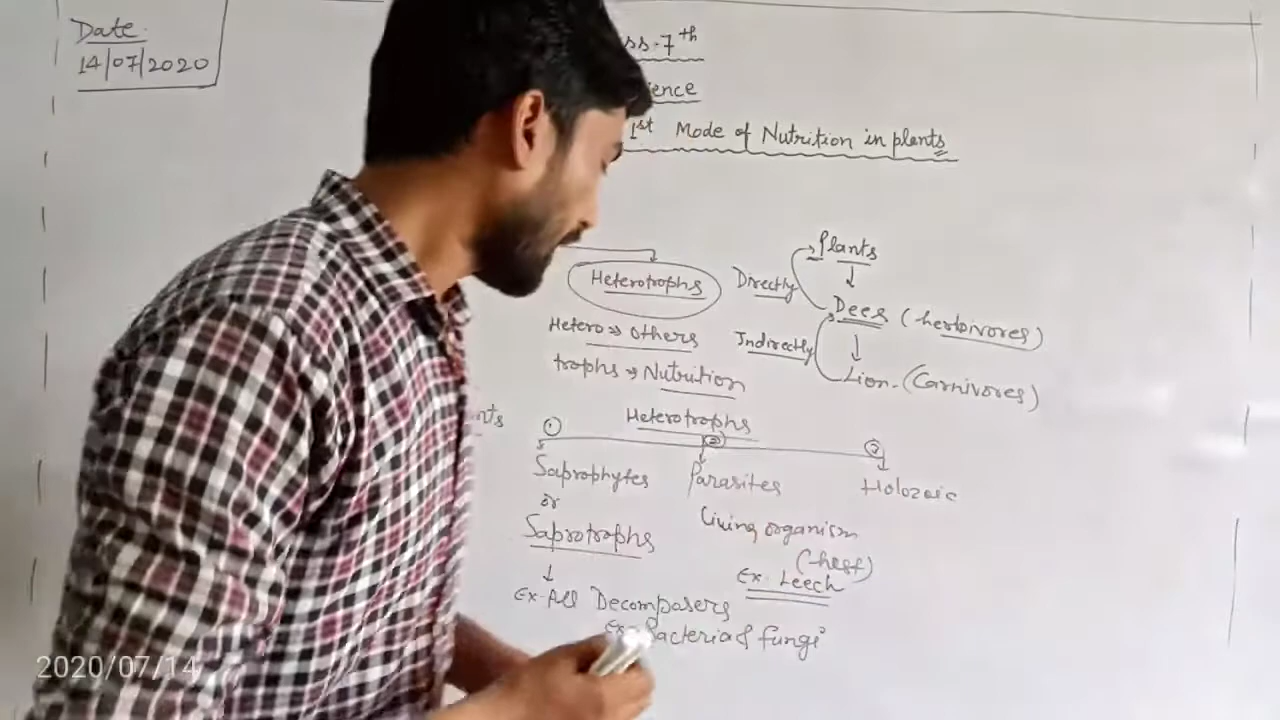 Date
14/07/2020
ss-7th
ience
1st Mode of Nutrition in plants
Plants
Heterotrophs
Directly
Deer (herbivores)
Hetero => others
Indirectly
trophs => Nutrition
Lion (Carnivores)
nts
Heterotrophs
1
2
3
Saprophytes
Parasites
Holozoic
or
Living organism
Saprotrophs
(host)
Ex- Leech
Ex- All Decomposers
Ex- Bacteria & fungi
2020/07/14